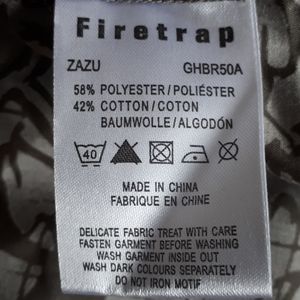 Firetrap
ZAZU GHBR50A
58% POLYESTER/POLIÉSTER
42% COTTON/COTON
BAUMWOLLE/ALGODÓN
40
MADE IN CHINA
FABRIQUE EN CHINE
DELICATE FABRIC TREAT WITH CARE
FASTEN GARMENT BEFORE WASHING
WASH GARMENT INSIDE OUT
WASH DARK COLOURS SEPARATELY
DO NOT IRON MOTIF